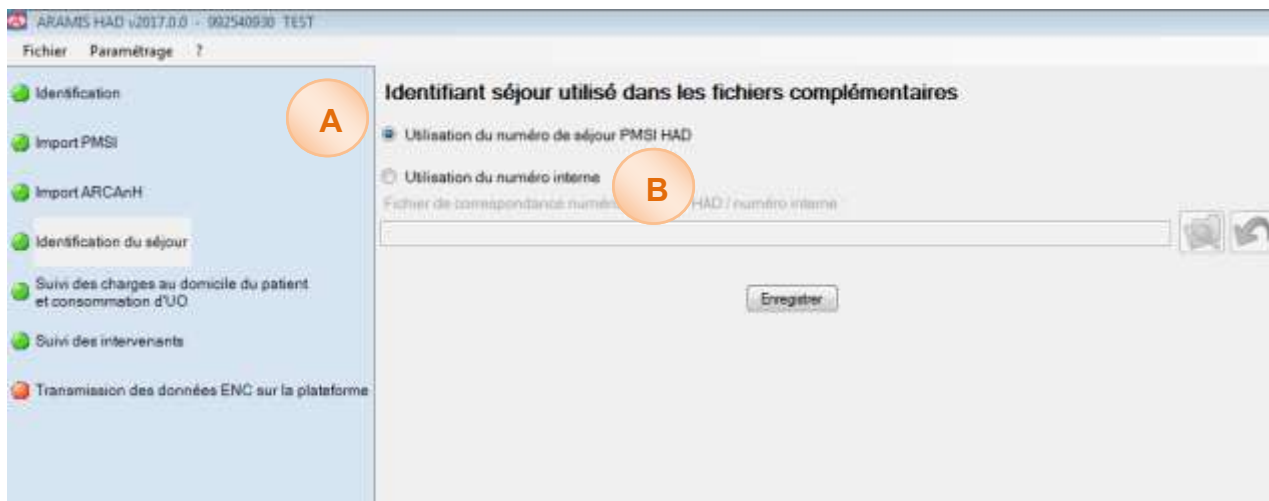 ARAMIS HAD v2017.0.0 - 992540930 TEST
Fichier Paramétrage ?
Identification
Import PMSI
Import ARCAnH
Identification du séjour
Suivi des charges au domicile du patient
et consommation d'UO
Suivi des intervenants
Transmission des données ENC sur la plateforme
A
Identifiant séjour utilisé dans les fichiers complémentaires
Utilisation du numéro de séjour PMSI HAD
Utilisation du numéro interne
B
Fichier de correspondance numéro HAD / numéro interne
Enregistrer